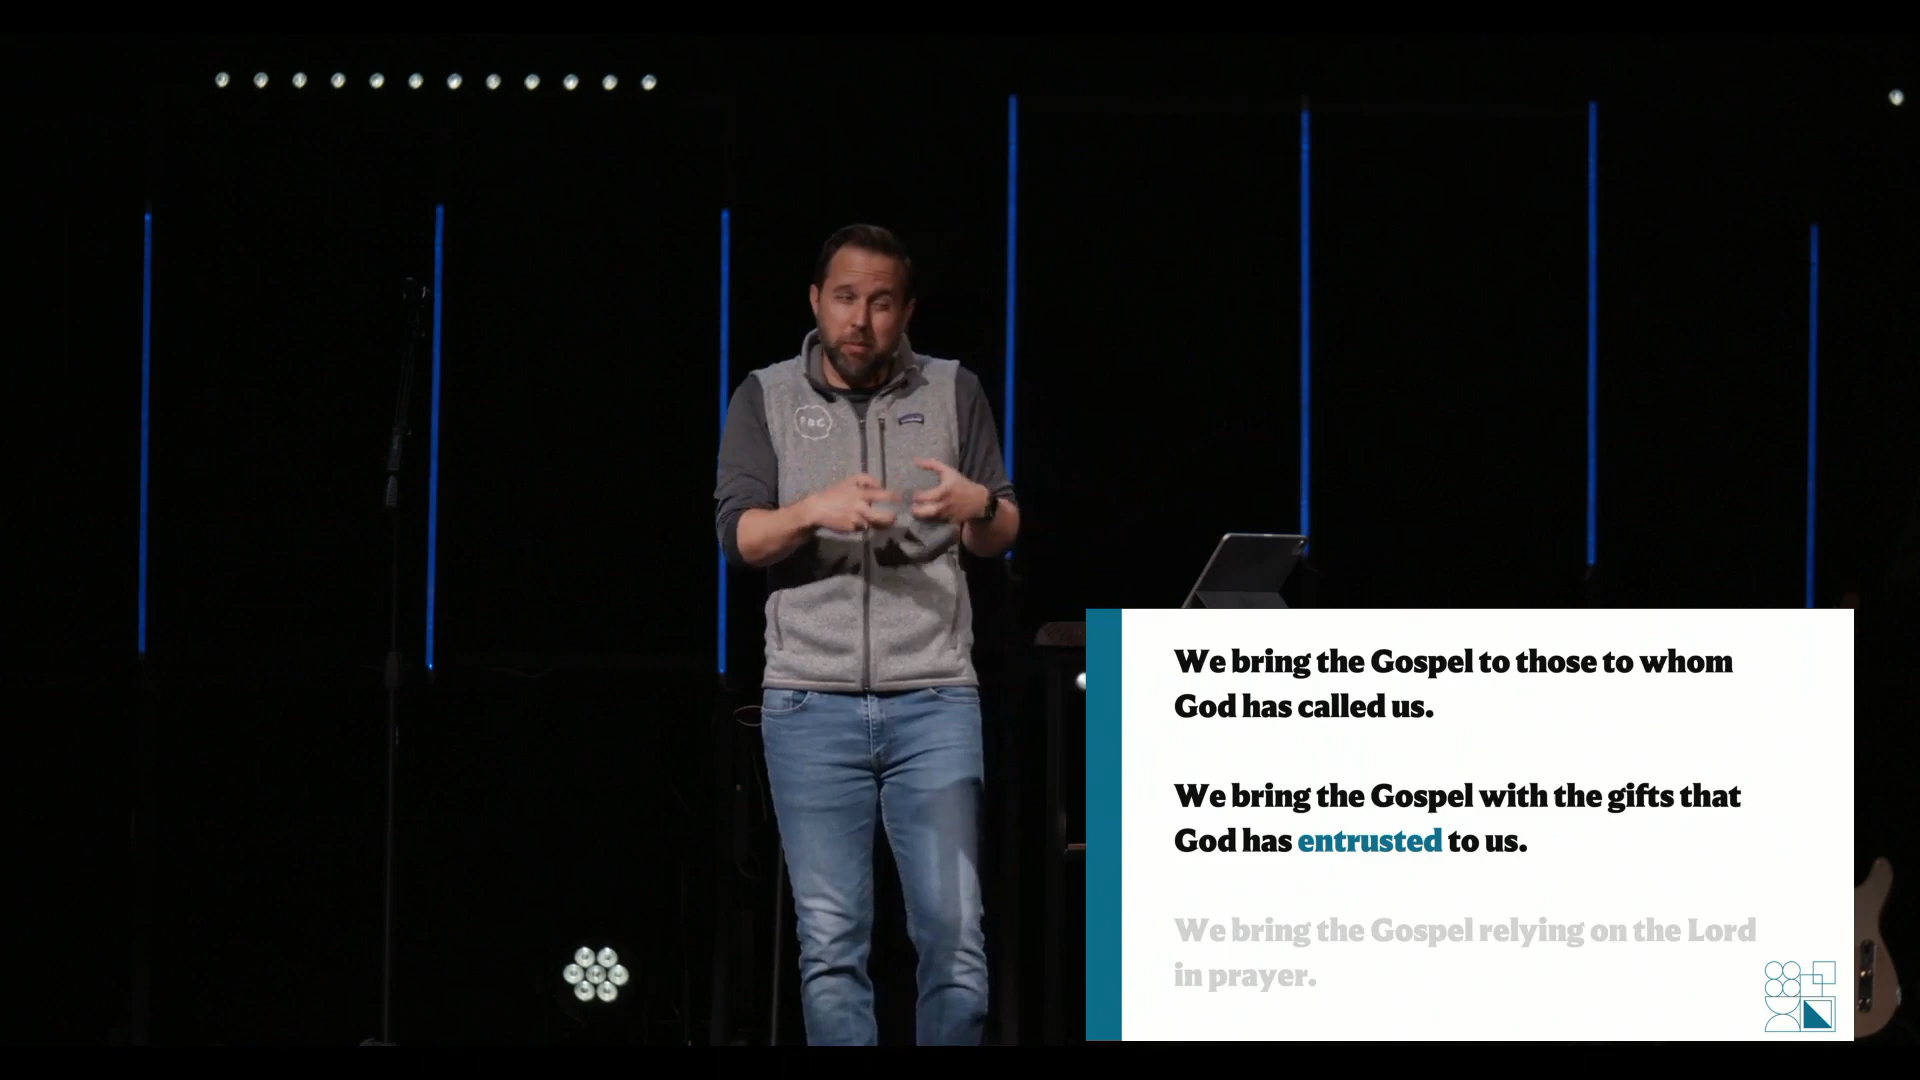 FBC
We bring the Gospel to those to whom
God has called us.
We bring the Gospel with the gifts that
God has entrusted to us.
We bring the Gospel relying on the Lord
in prayer.